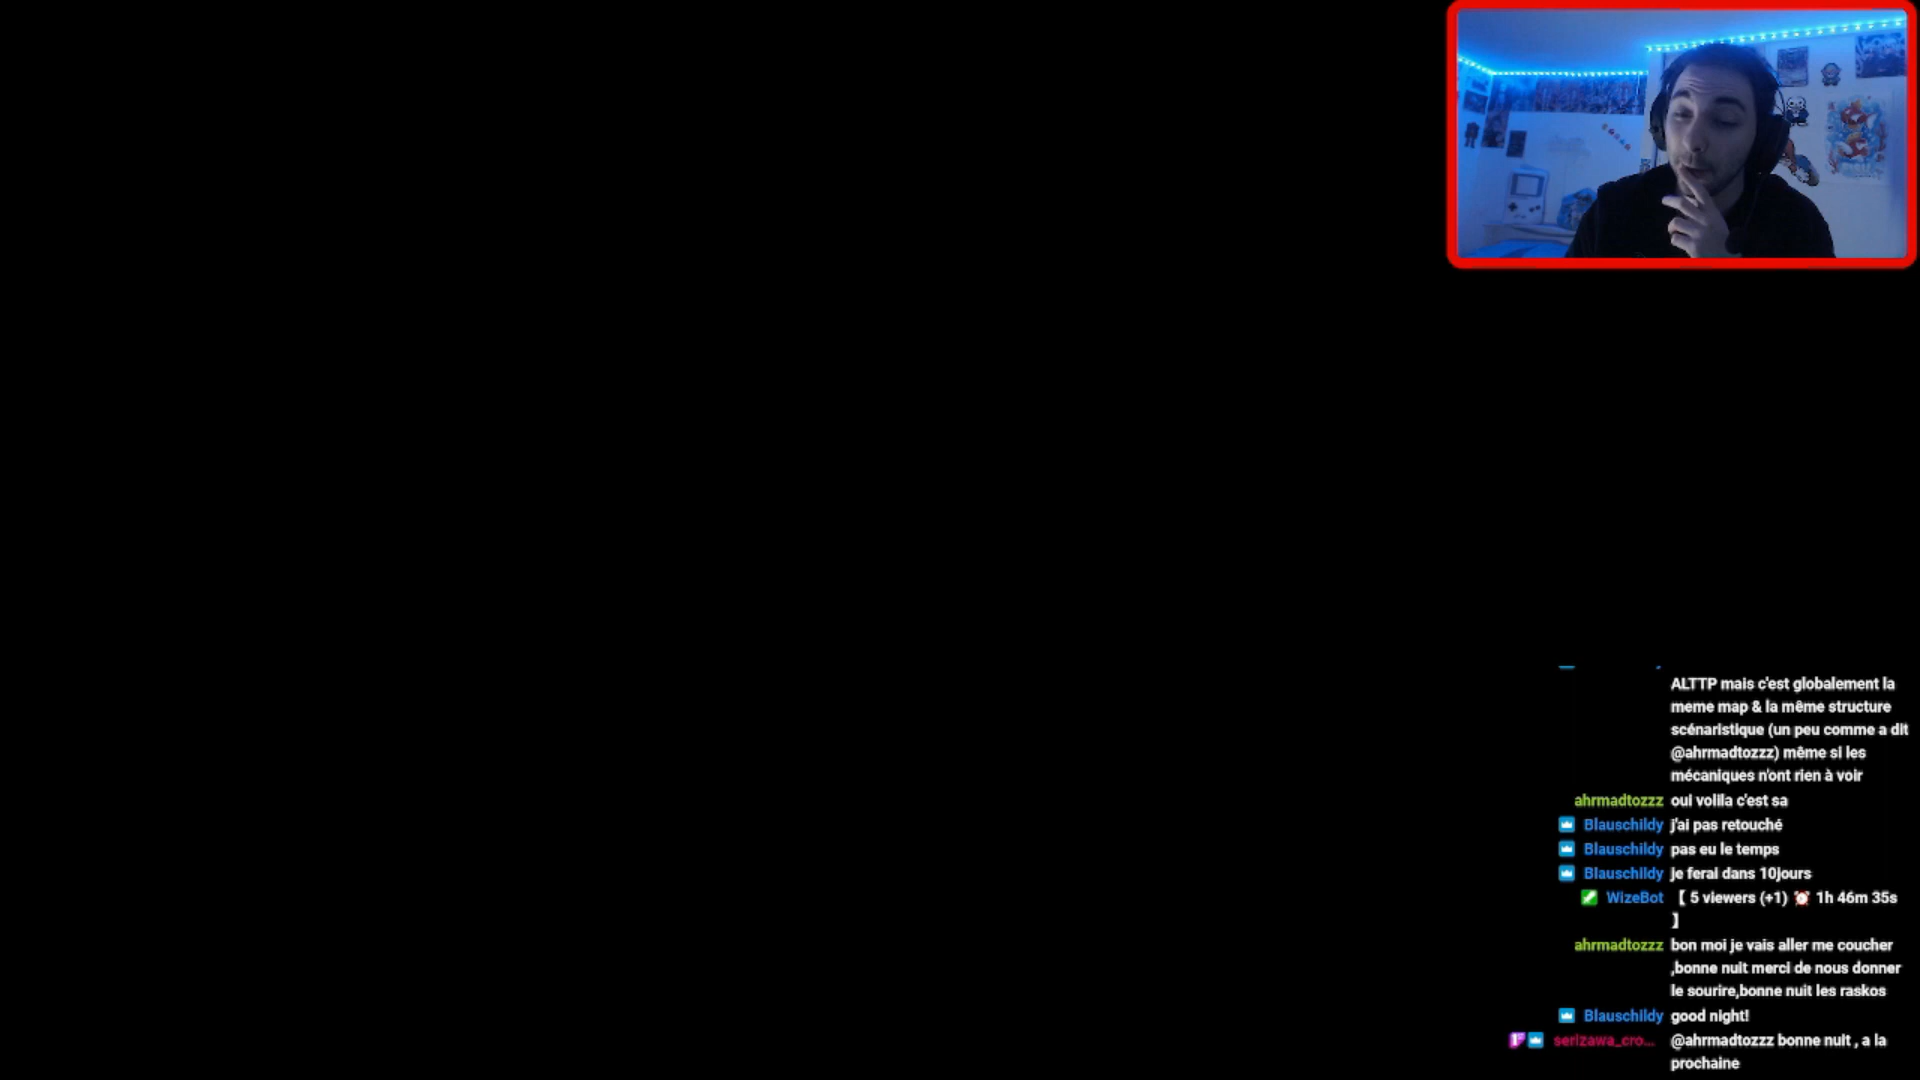 ALTTP mais c'est globalement la
meme map & la même structure
scénaristique (un peu comme a dit
@ahrmadtozzz) même si les
mécaniques n'ont rien à voir
ahrmadtozzz oui volila c'est sa
Blauschildy j'ai pas retouché
Blauschildy pas eu le temps
Blauschildy je ferai dans 10jours
WizeBot 【 5 viewers (+1) ⏰ 1h 46m 35s
】
ahrmadtozzz bon moi je vais aller me coucher
,bonne nuit merci de nous donner
le sourire,bonne nuit les raskos
Blauschildy good night!
serizawa_cro... @ahrmadtozzz bonne nuit , a la
prochaine